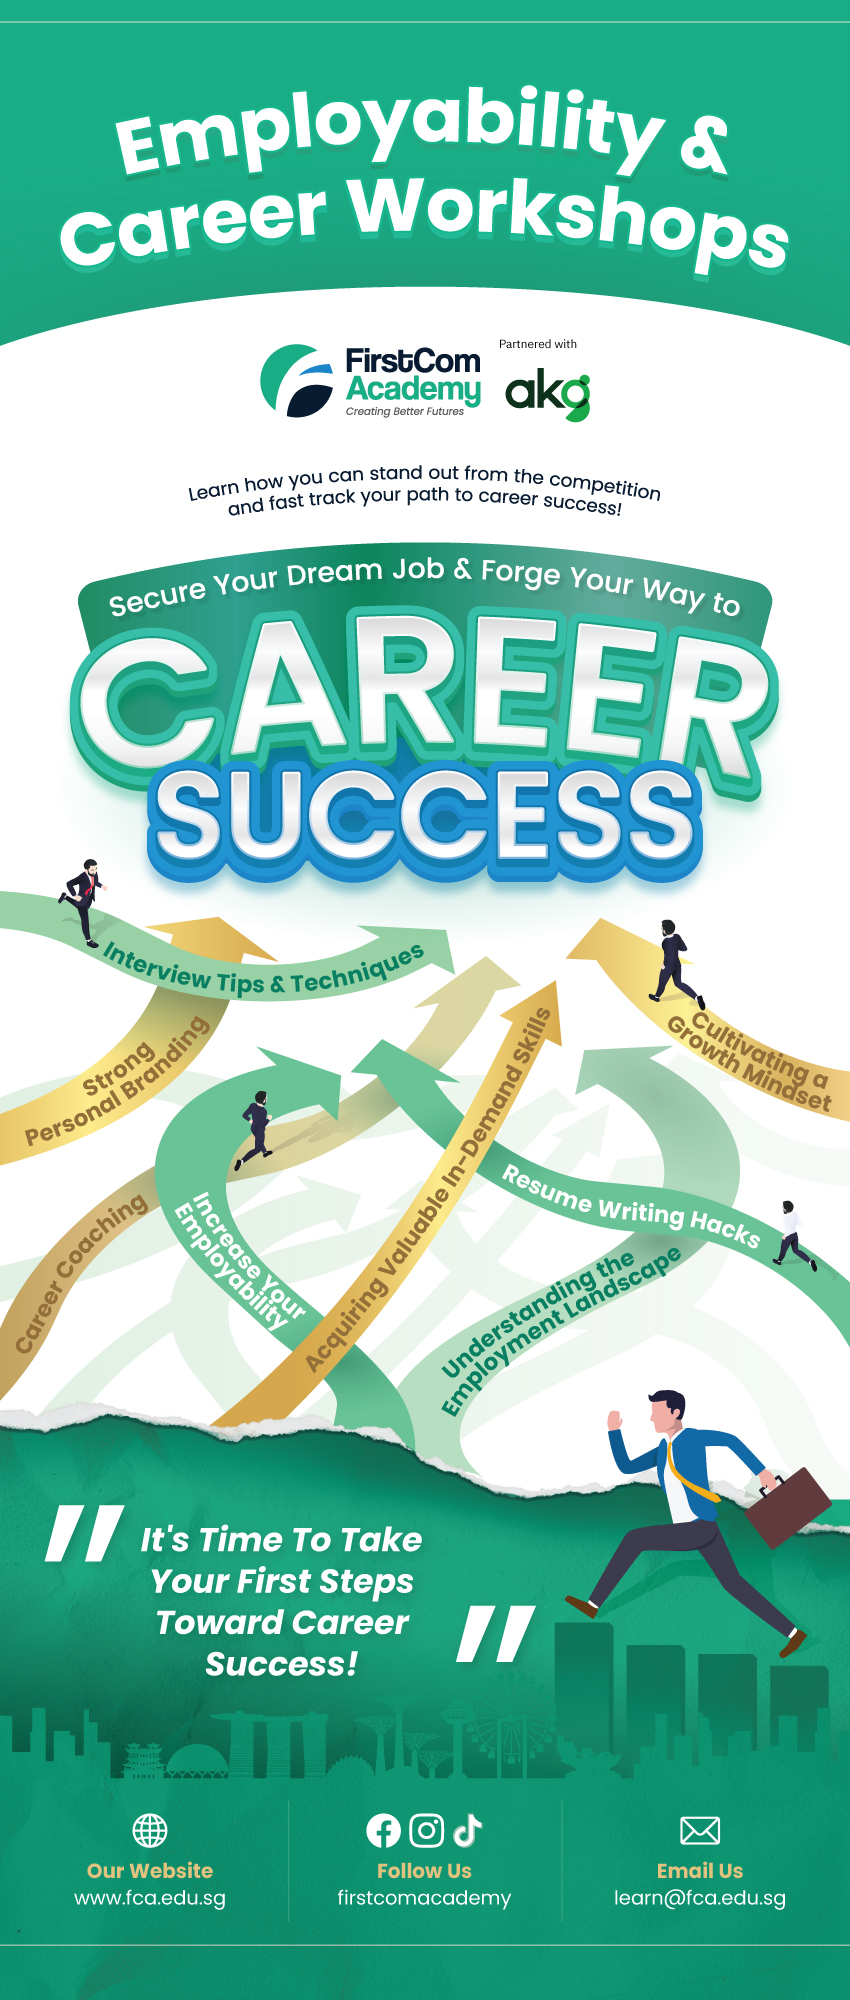 Employability &
Career Workshops
FirstCom
Academy
Creating Better Futures
Partnered with
akg
Learn how you can stand out from the competition
and fast track your path to career success!
Secure Your Dream Job & Forge Your Way to
CAREER
SUCCESS
Interview Tips & Techniques
Strong
Personal Branding
Cultivating a
Growth Mindset
Career Coaching
Increase Your
Employability
Acquiring Valuable In-Demand Skills
Resume Writing Hacks
Understanding the
Employment Landscape
"It's Time To Take
Your First Steps
Toward Career
Success!"
Our Website
www.fca.edu.sg
Follow Us
firstcomacademy
Email Us
learn@fca.edu.sg